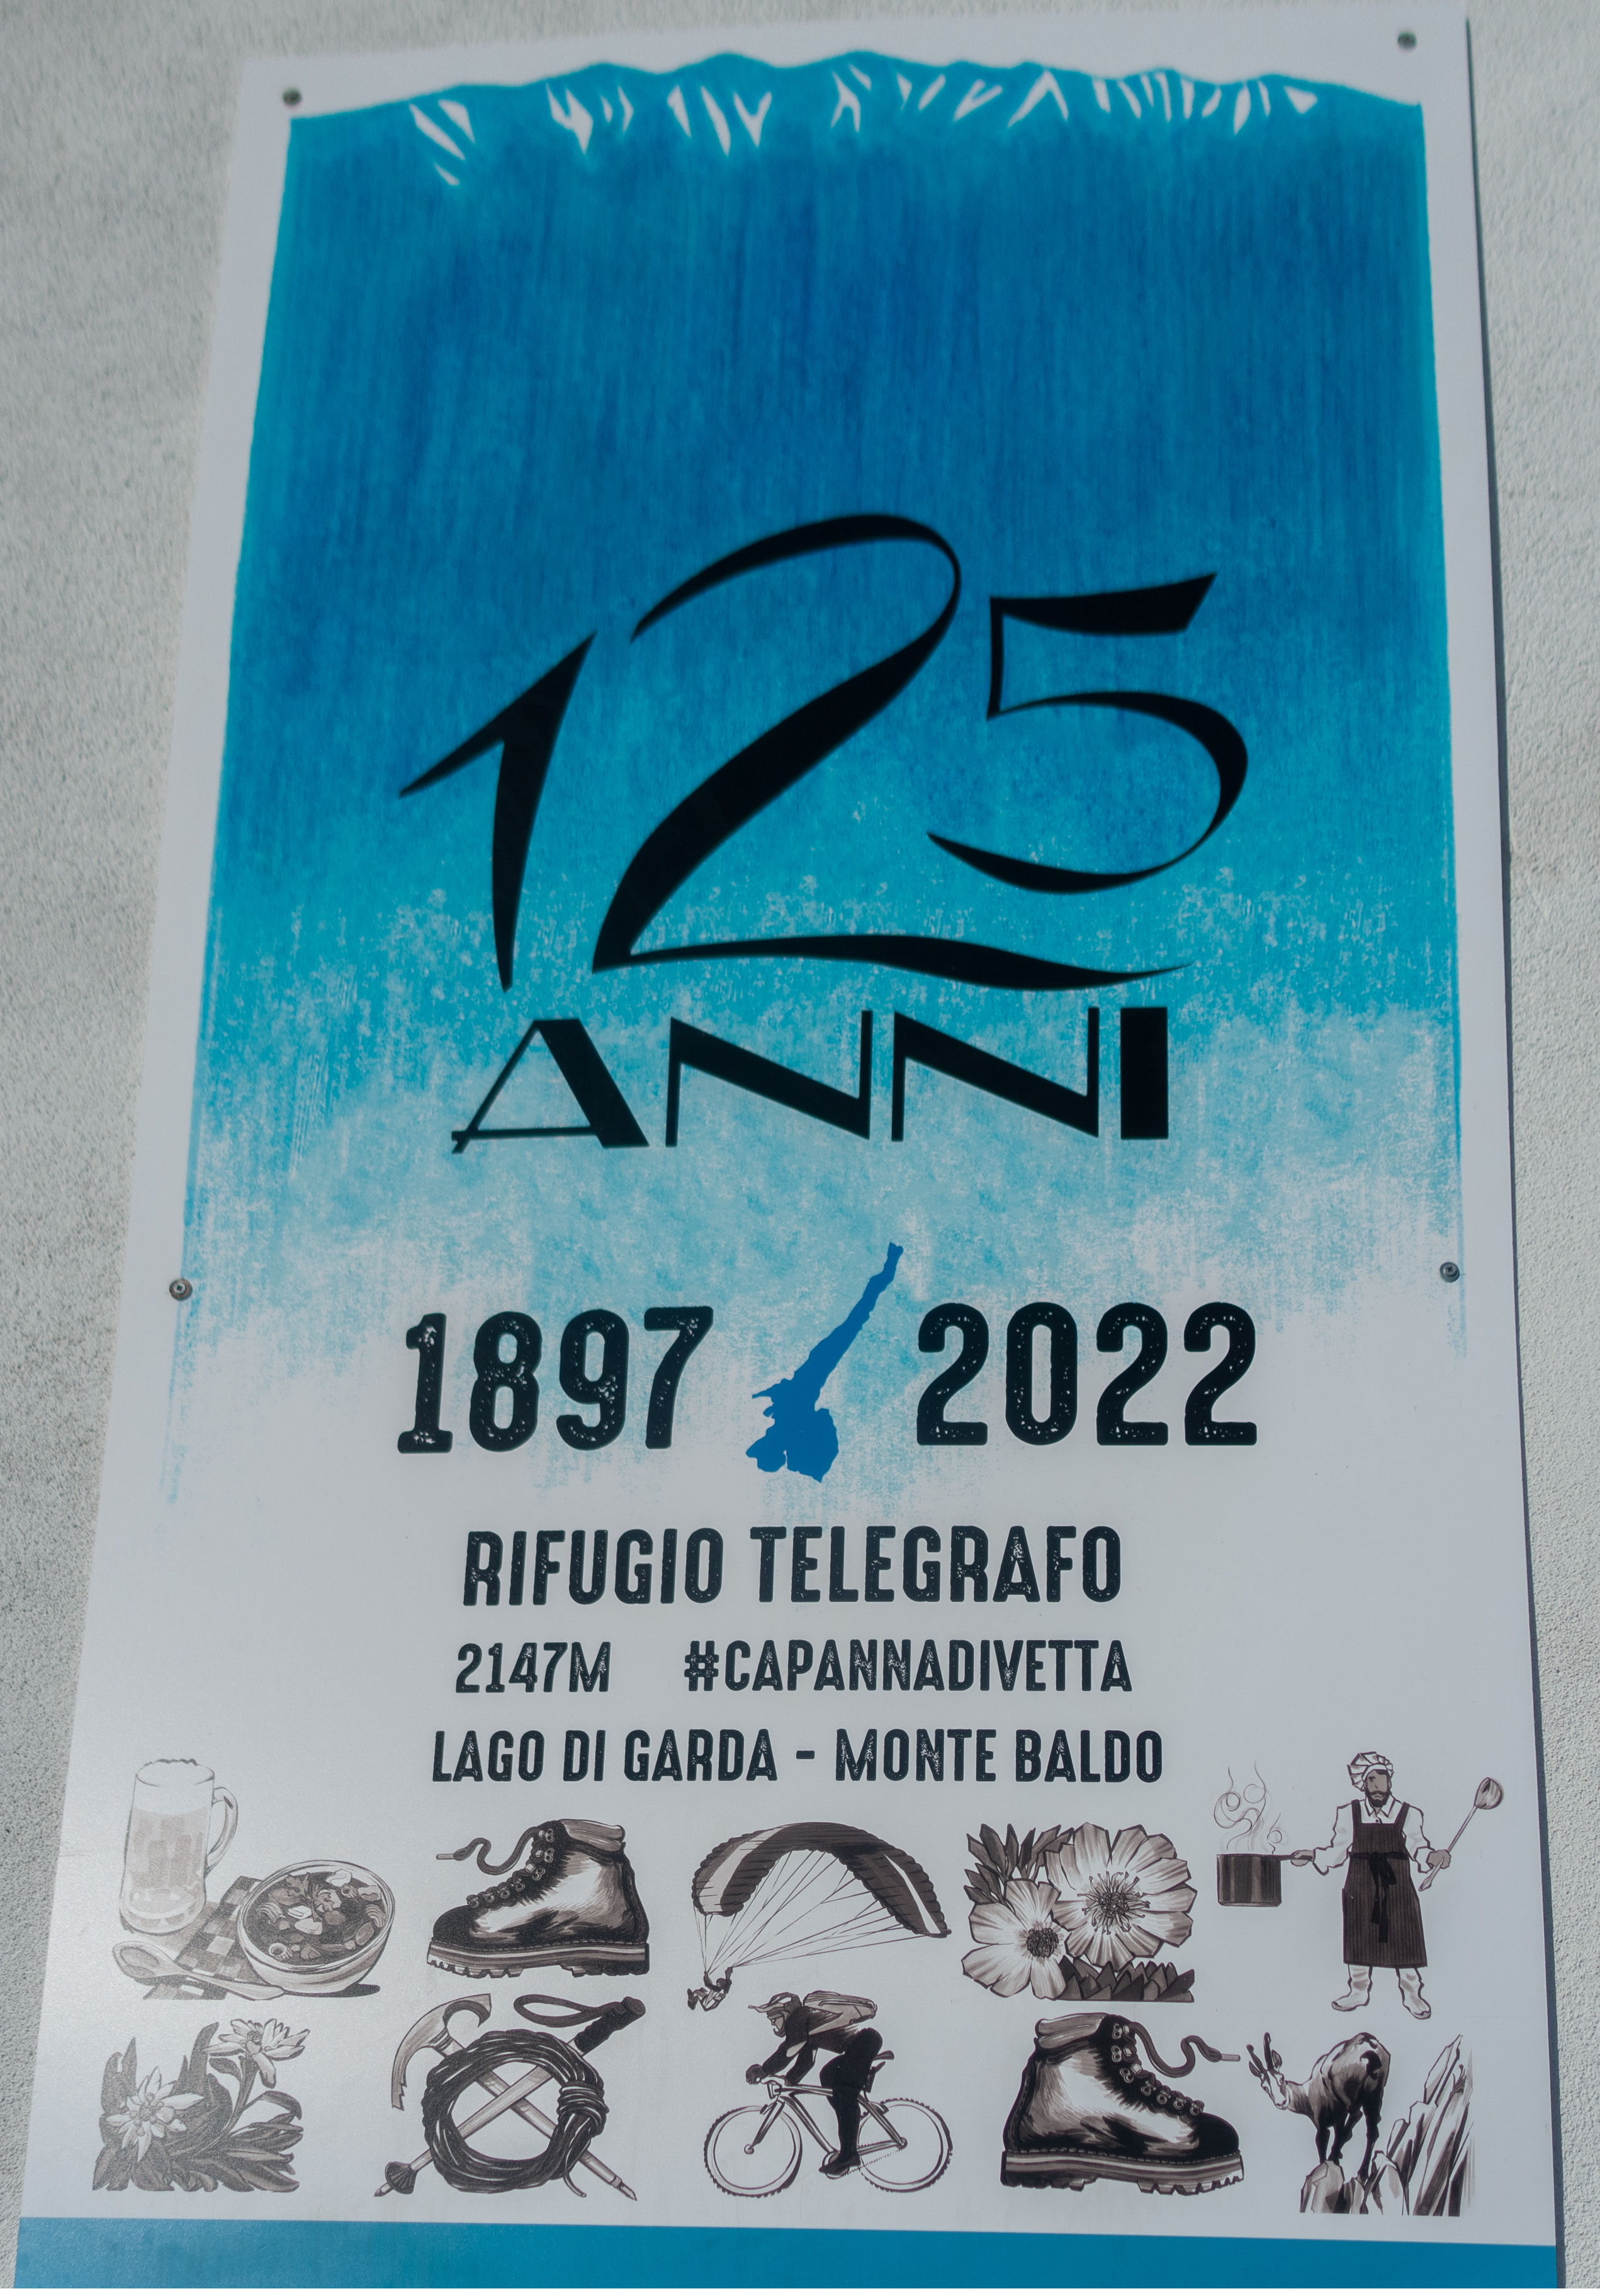 125
ANNI
1897 2022
RIFUGIO TELEGRAFO
2147M #CAPANNADIVETTA
LAGO DI GARDA - MONTE BALDO